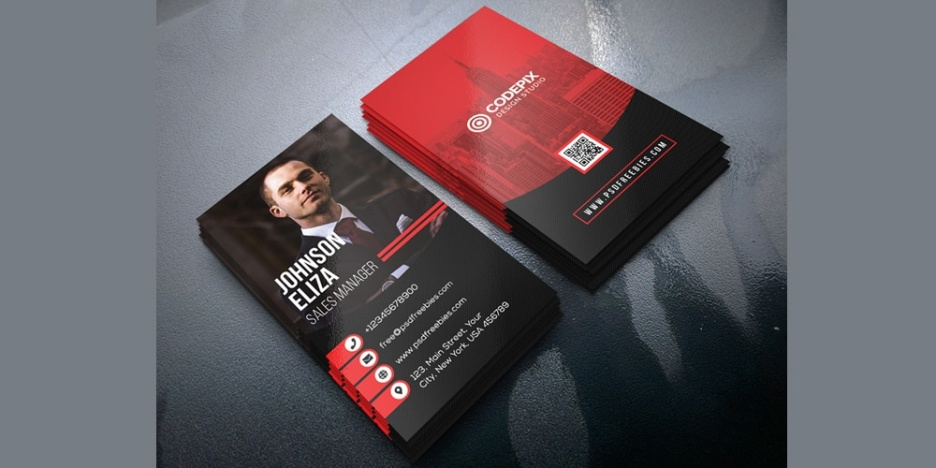 JOHNSON
ELIZA
SALES MANAGER
+12345678900
free@psdfreebies.com
www.psdfreebies.com
123, Main Street, Your
City, New York, USA 456789
CODEPIX
DESIGN STUDIO
WWW.PSDFREEBIES.COM